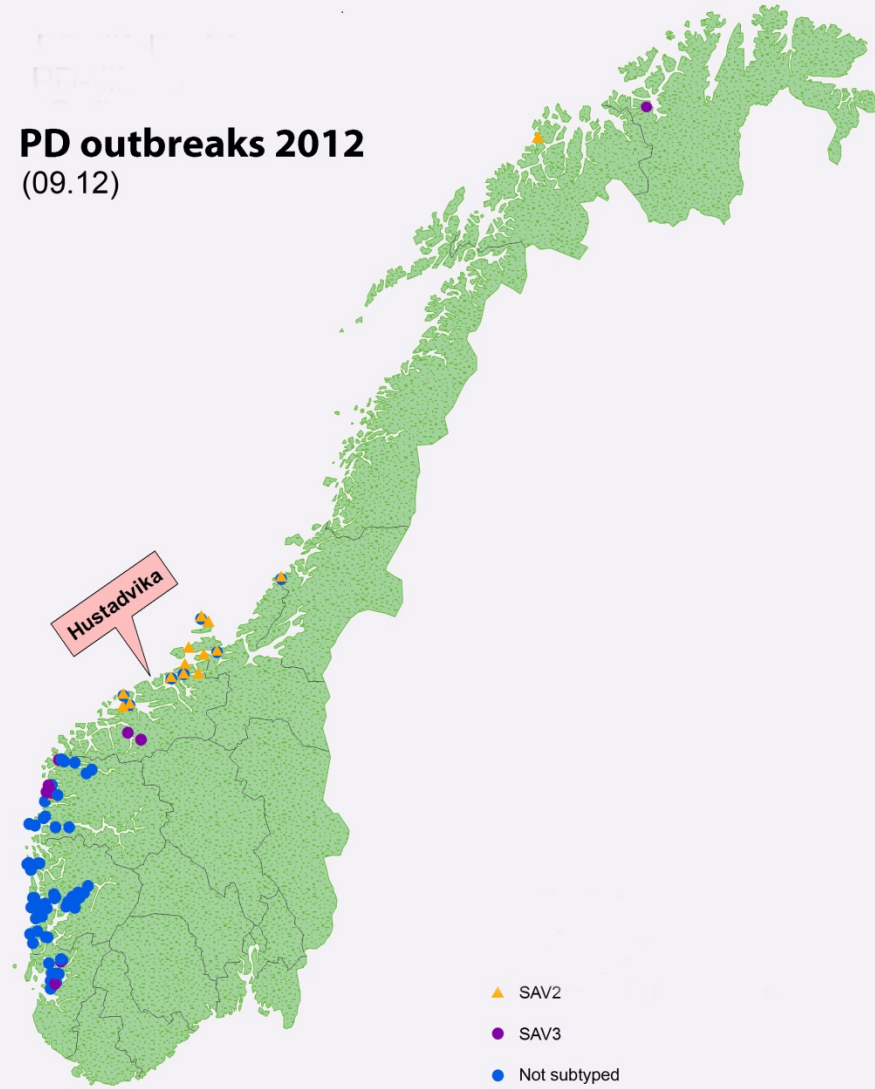 PD outbreaks 2012
(09.12)
Hustadvika
SAV2
SAV3
Not subtyped